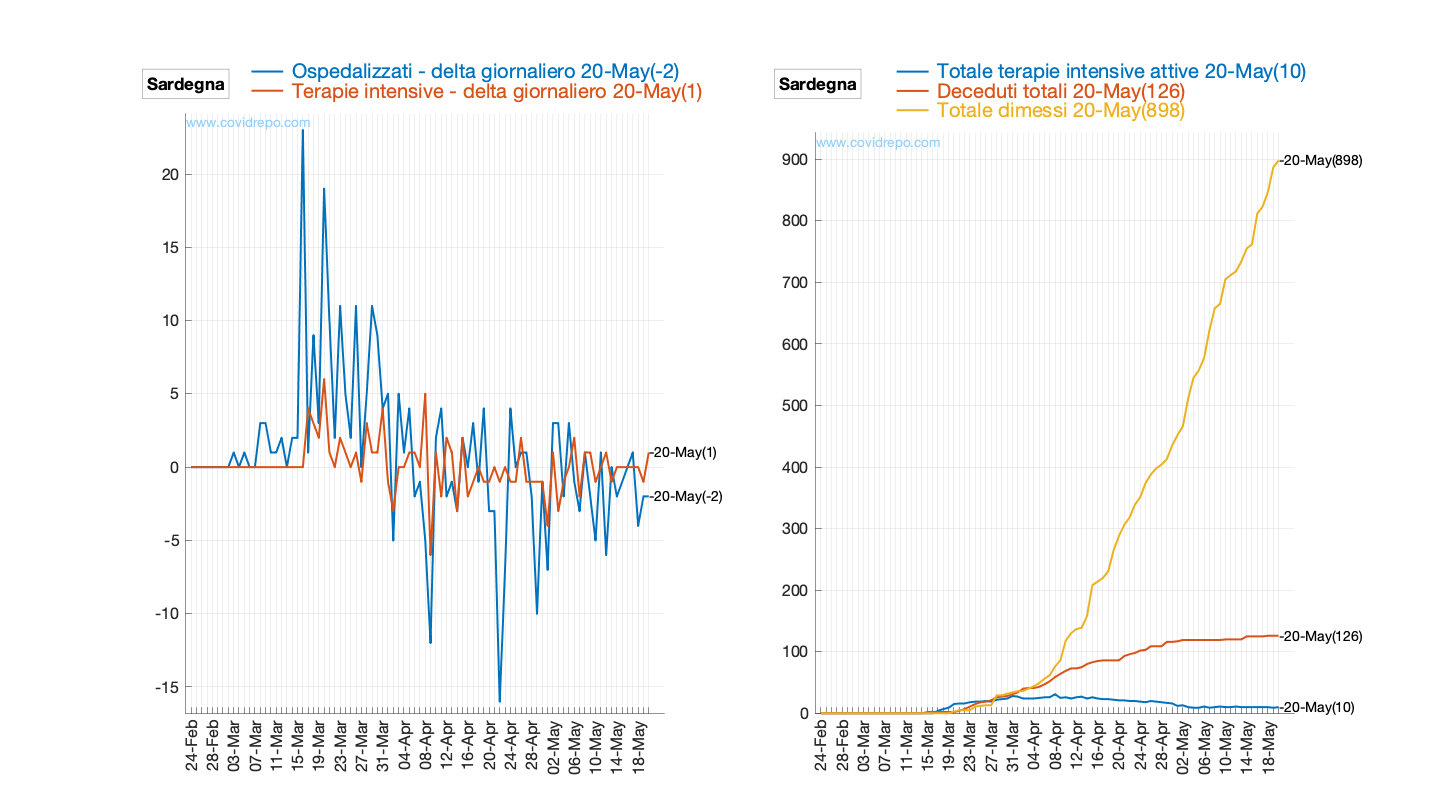 Sardegna
Ospedalizzati - delta giornaliero 20-May(-2)
Terapie intensive - delta giornaliero 20-May(1)
www.covidrepo.com
20
15
10
5
0
-5
-10
-15
-20-May(1)
-20-May(-2)
24-Feb
28-Feb
03-Mar
07-Mar
11-Mar
15-Mar
19-Mar
23-Mar
27-Mar
31-Mar
04-Apr
08-Apr
12-Apr
16-Apr
20-Apr
24-Apr
28-Apr
02-May
06-May
10-May
14-May
18-May
Sardegna
Totale terapie intensive attive 20-May(10)
Deceduti totali 20-May(126)
Totale dimessi 20-May(898)
www.covidrepo.com
900
800
700
600
500
400
300
200
100
0
-20-May(898)
-20-May(126)
-20-May(10)
24-Feb
28-Feb
03-Mar
07-Mar
11-Mar
15-Mar
19-Mar
23-Mar
27-Mar
31-Mar
04-Apr
08-Apr
12-Apr
16-Apr
20-Apr
24-Apr
28-Apr
02-May
06-May
10-May
14-May
18-May